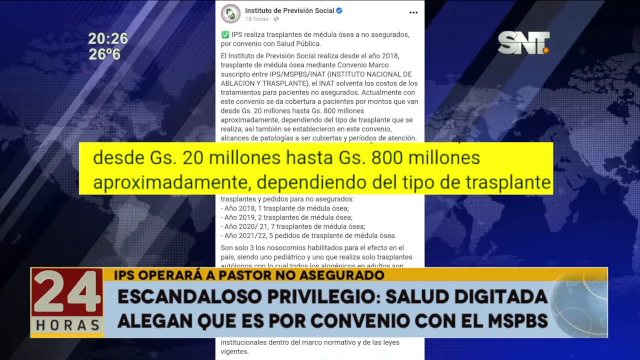 20:26
26°6
SNT
Instituto de Previsión Social
18 horas
IPS realiza trasplantes de médula ósea a no asegurados,
por convenio con Salud Pública.
El Instituto de Previsión Social realiza desde el año 2018,
trasplante de médula ósea mediante Convenio Marco
suscripto entre IPS/MSPBS/INAT (INSTITUTO NACIONAL DE
ABLACION Y TRASPLANTE), el INAT solventa los costos de los
tratamientos para pacientes no asegurados. Actualmente con
este convenio se da cobertura a pacientes por montos que van
desde Gs. 20 millones hasta Gs. 800 millones
aproximadamente, dependiendo del tipo de trasplante que se
realiza; así también se establecieron en este convenio,
alcances de patologías a ser cubiertas y períodos de atención.
desde Gs. 20 millones hasta Gs. 800 millones
aproximadamente, dependiendo del tipo de trasplante
trasplantes y pedidos para no asegurados:
- Año 2018, 1 trasplante de médula ósea;
- Año 2019, 2 trasplantes de médula ósea;
- Año 2020/ 21, 7 trasplantes de médula ósea;
- Año 2021/22, 5 pedidos de trasplante de médula ósea.
Son solo 3 los nosocomios habilitados para el efecto en el
país, siendo uno pediátrico y uno que realiza solo trasplantes
autólogos con lo cual todos los alogénicos en adultos son
IPS OPERARÁ A PASTOR NO ASEGURADO
24
HORAS
ESCANDALOSO PRIVILEGIO: SALUD DIGITADA
ALEGAN QUE ES POR CONVENIO CON EL MSPBS
institucionales dentro del marco normativo y de las leyes
vigentes.